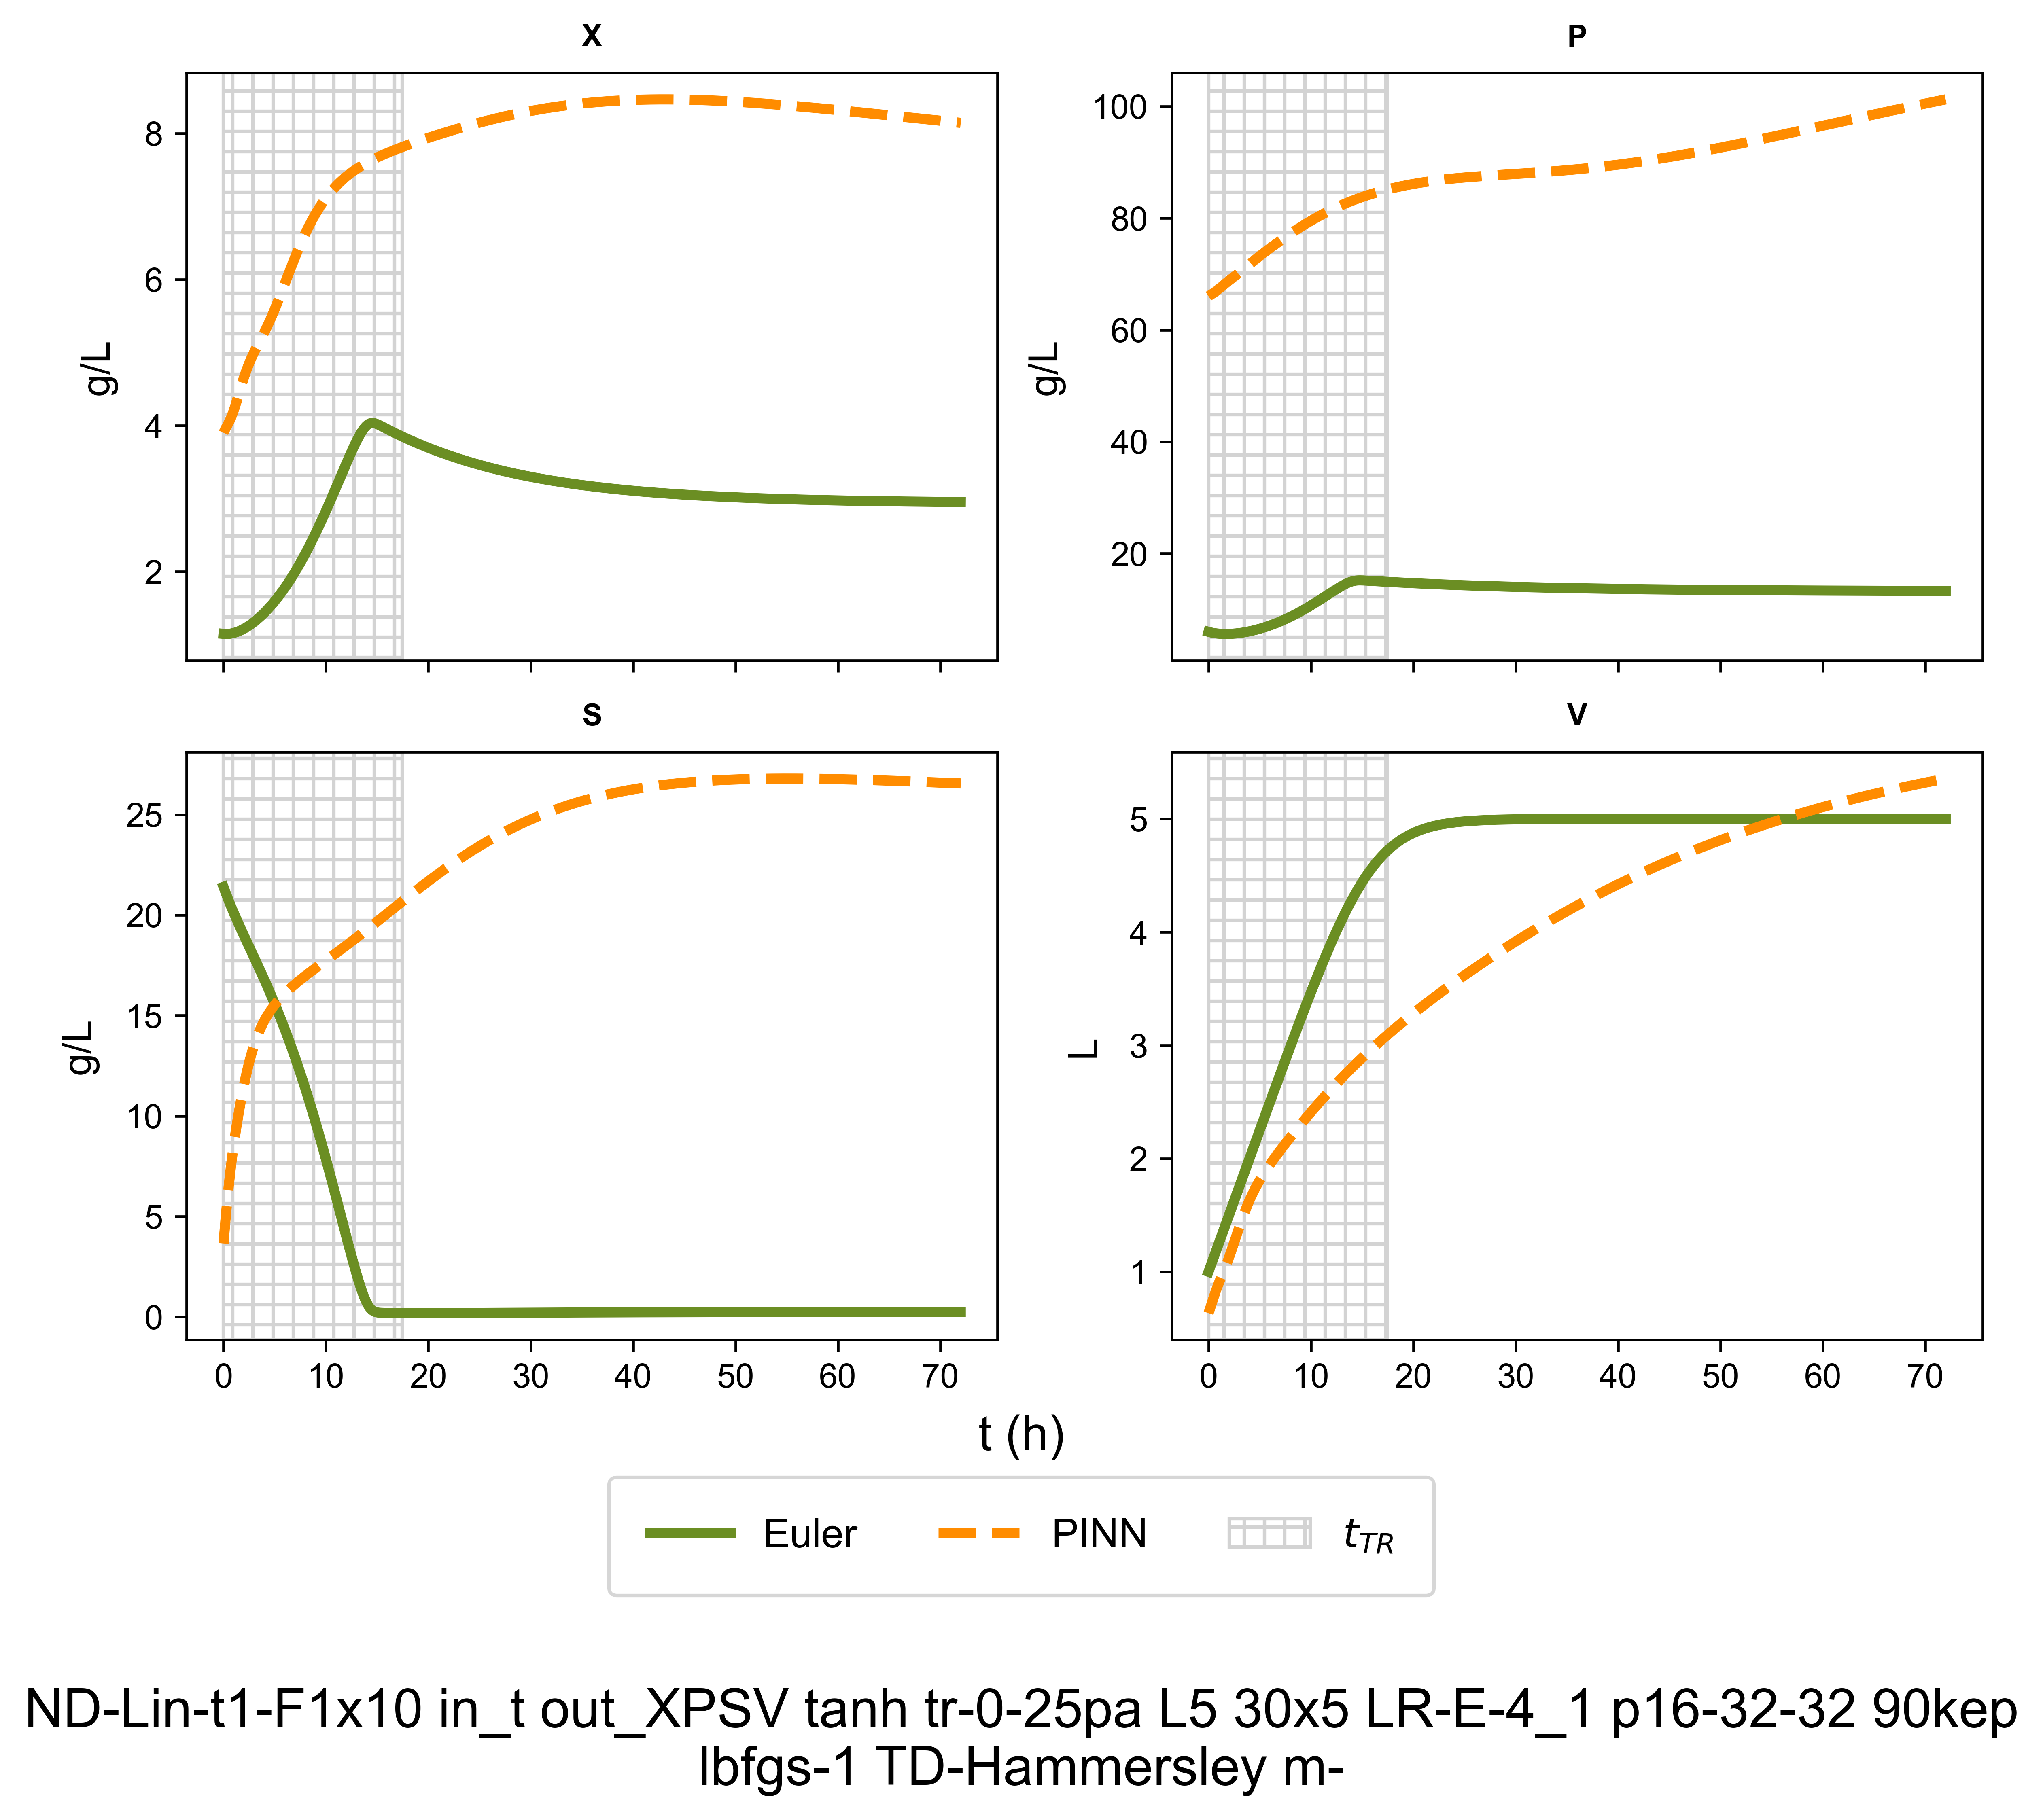 X
P
8
6
4
2
g/L
100
80
60
40
20
g/L
S
V
25
20
15
10
5
0
g/L
5
4
3
2
1
L
0 10 20 30 40 50 60 70
0 10 20 30 40 50 60 70
t (h)
Euler PINN t_TR
ND-Lin-t1-F1x10 in_t out_XPSV tanh tr-0-25pa L5 30x5 LR-E-4_1 p16-32-32 90kep
lbfgs-1 TD-Hammersley m-